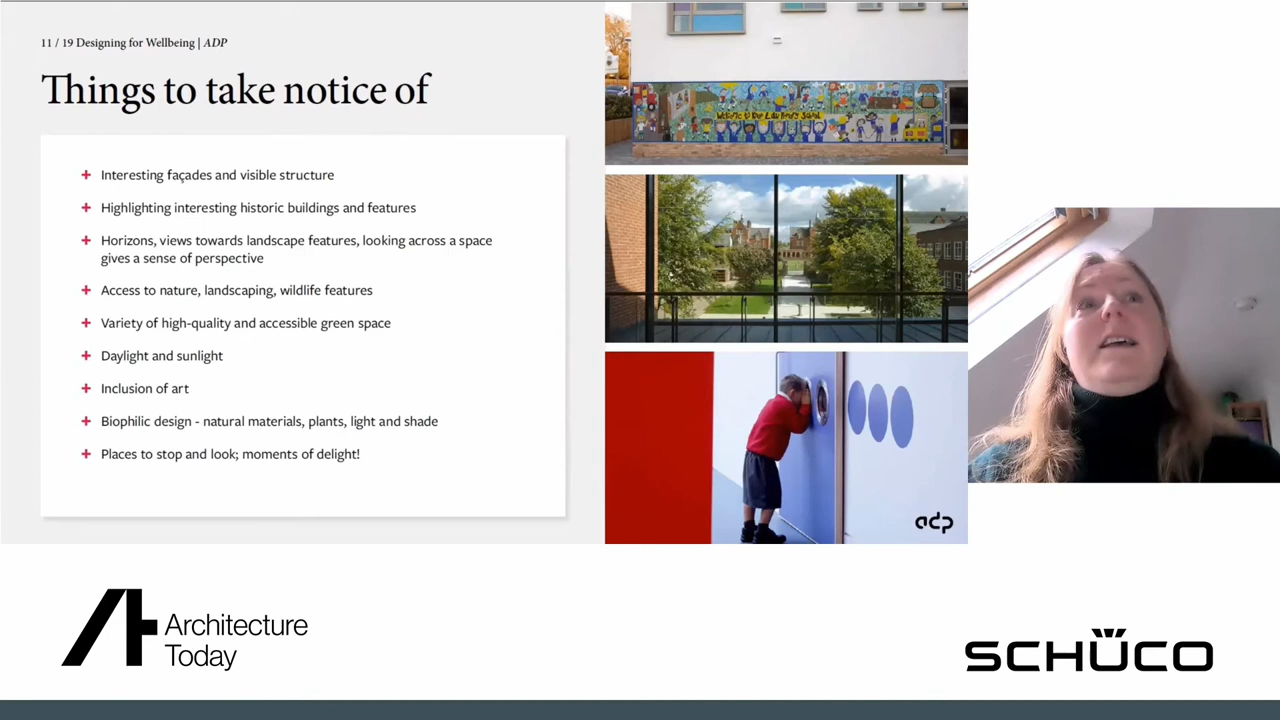 11 / 19 Designing for Wellbeing | ADP
Things to take notice of
+ Interesting façades and visible structure
+ Highlighting interesting historic buildings and features
+ Horizons, views towards landscape features, looking across a space
gives a sense of perspective
+ Access to nature, landscaping, wildlife features
+ Variety of high-quality and accessible green space
+ Daylight and sunlight
+ Inclusion of art
+ Biophilic design - natural materials, plants, light and shade
+ Places to stop and look; moments of delight!
Welcome to
School
adp
Architecture
Today
SCHÜCO